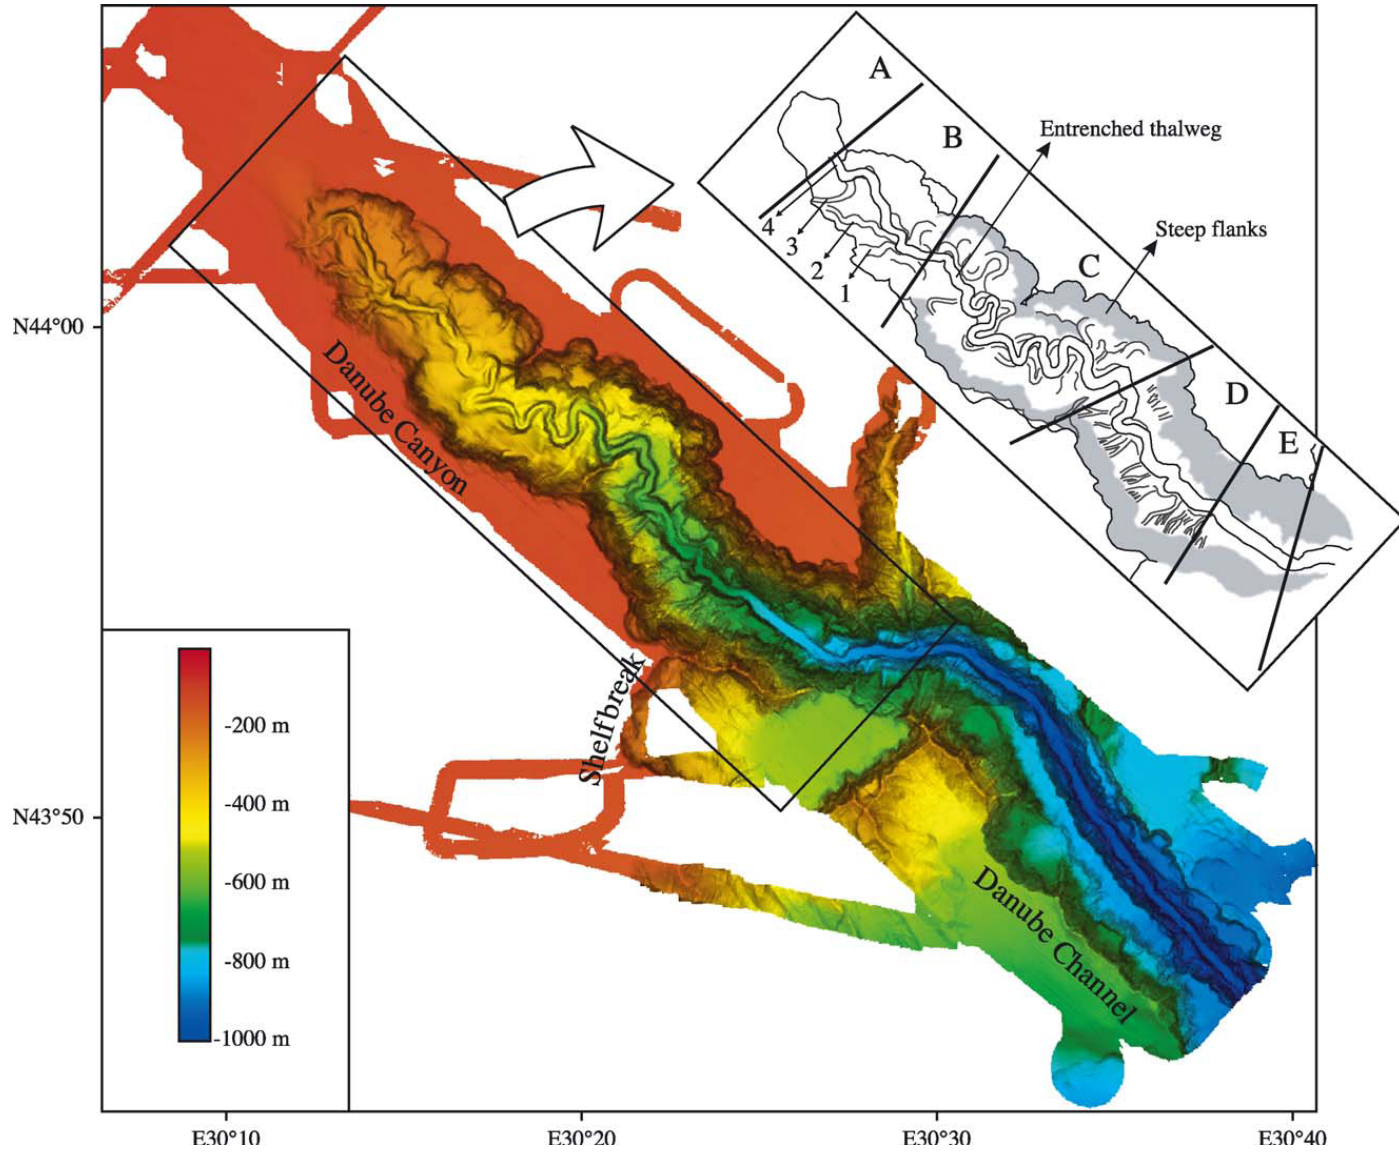 A
B
Entrenched thalweg
Steep flanks
C
4
3
2
1
D
E
N44°00
Danube Canyon
Shelfbreak
-200 m
-400 m
-600 m
-800 m
-1000 m
N43°50
Danube Channel
E30°10
E30°20
E30°30
E30°40